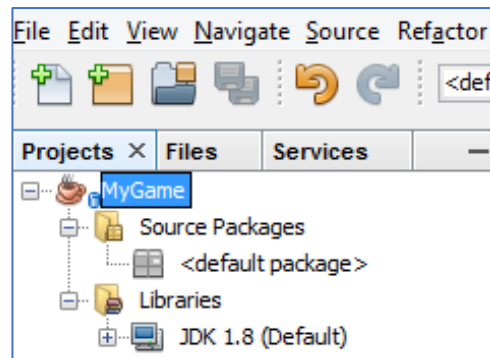 File Edit View Navigate Source Refactor
<def
Projects × Files Services
MyGame
Source Packages
<default package>
Libraries
JDK 1.8 (Default)